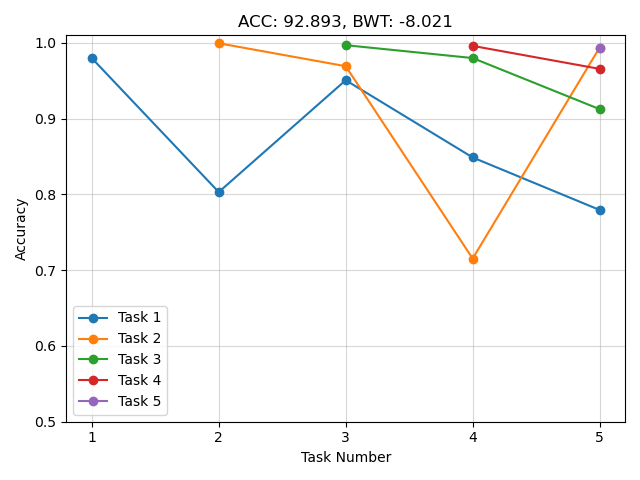 ACC: 92.893, BWT: -8.021
1.0
0.9
0.8
0.7
0.6
0.5
Accuracy
Task 1
Task 2
Task 3
Task 4
Task 5
1 2 3 4 5
Task Number